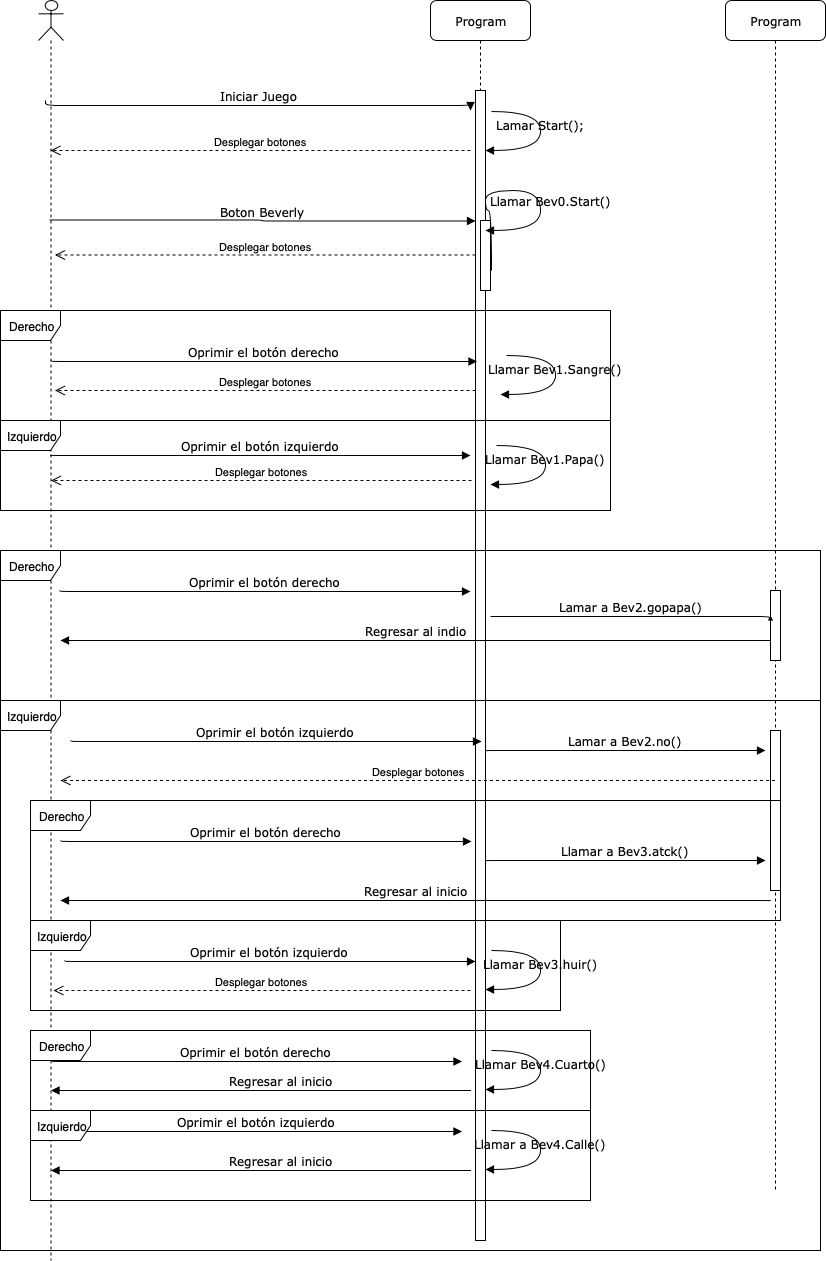 Program
Program
Iniciar Juego
Lamar Start();
Desplegar botones
Llamar Bev0.Start()
Boton Beverly
Desplegar botones
Derecho
Oprimir el botón derecho
Llamar Bev1.Sangre()
Desplegar botones
Izquierdo
Oprimir el botón izquierdo
Llamar Bev1.Papa()
Desplegar botones
Derecho
Oprimir el botón derecho
Lamar a Bev2.gopapa()
Regresar al indio
Izquierdo
Oprimir el botón izquierdo
Lamar a Bev2.no()
Desplegar botones
Derecho
Oprimir el botón derecho
Llamar a Bev3.atck()
Regresar al inicio
Izquierdo
Oprimir el botón izquierdo
Llamar Bev3.huir()
Desplegar botones
Derecho
Oprimir el botón derecho
Llamar Bev4.Cuarto()
Regresar al inicio
Izquierdo
Oprimir el botón izquierdo
Llamar a Bev4.Calle()
Regresar al inicio